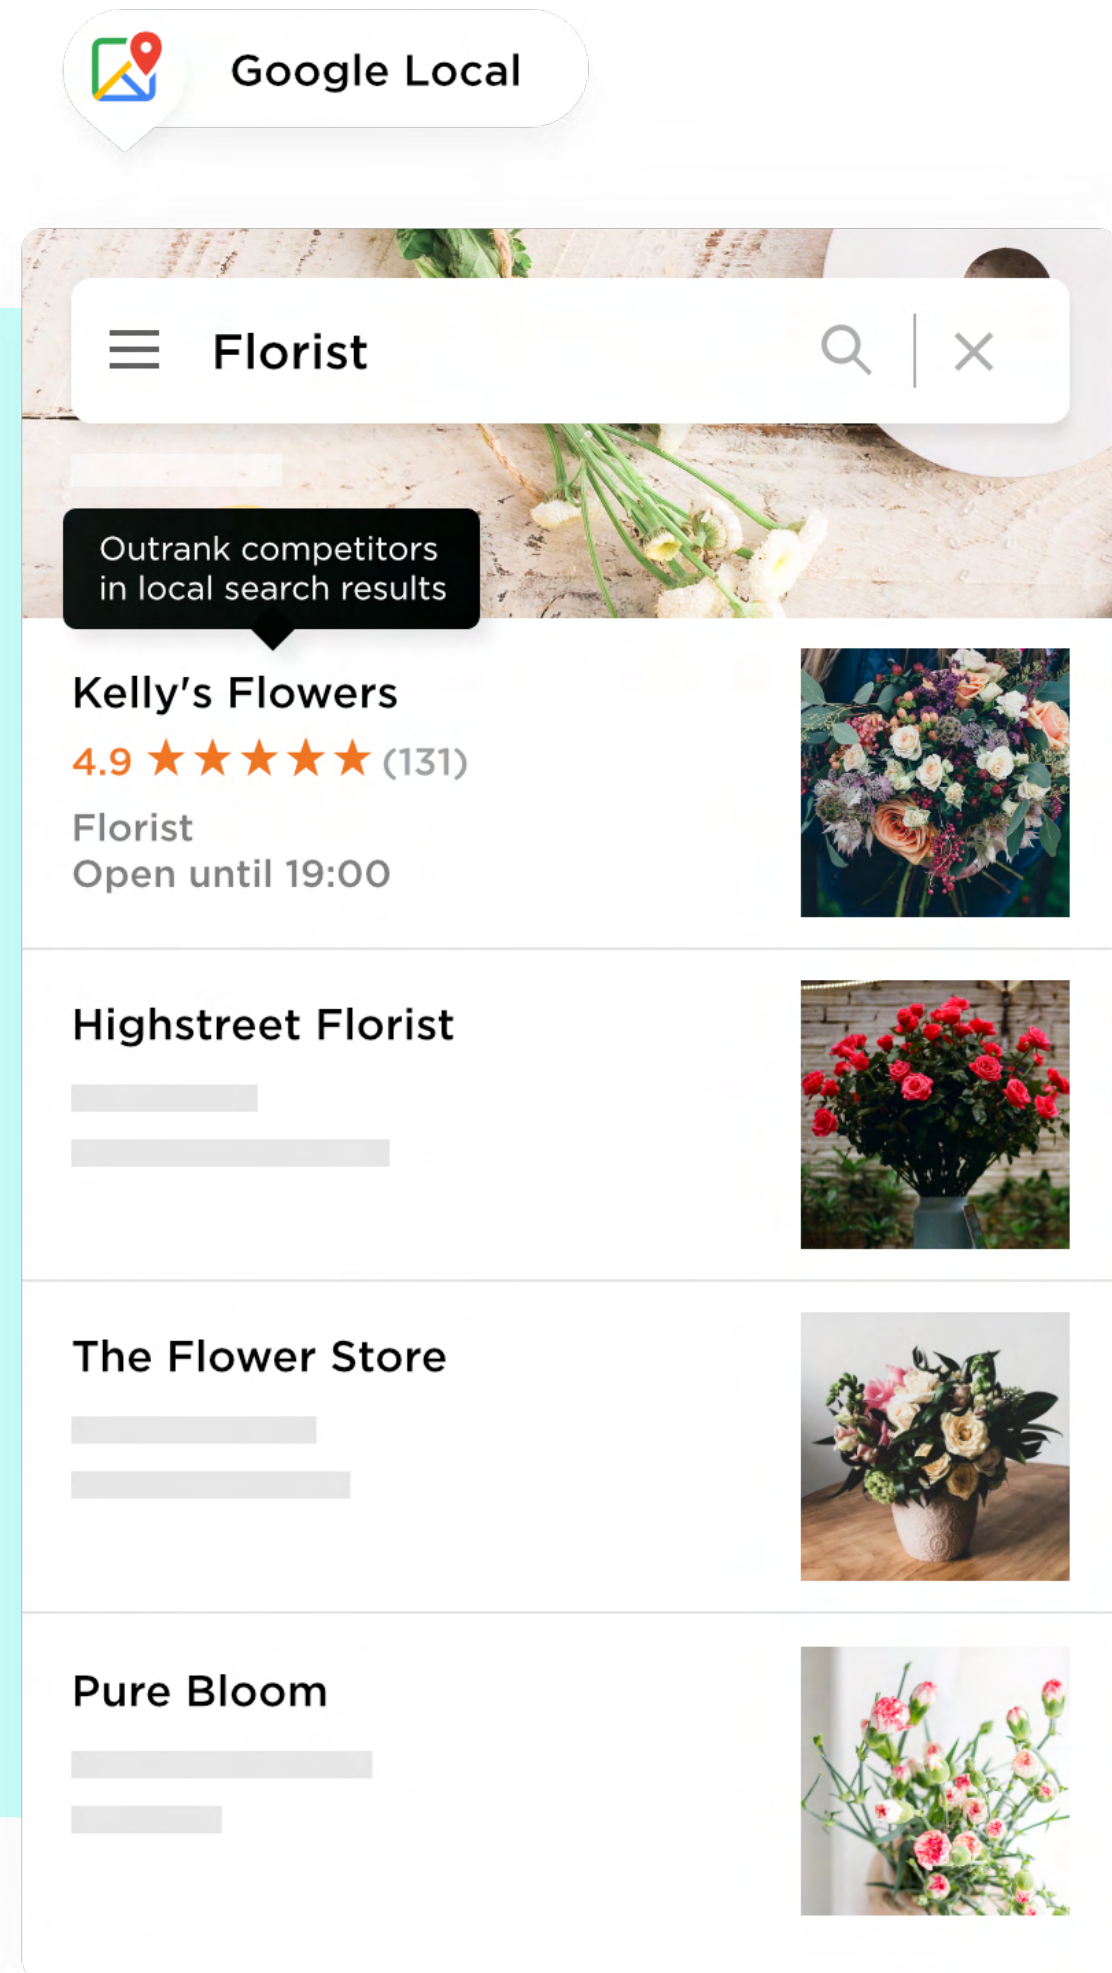 Google Local
Florist
Outrank competitors
in local search results
Kelly's Flowers
4.9 ★★★★★ (131)
Florist
Open until 19:00
Highstreet Florist
The Flower Store
Pure Bloom